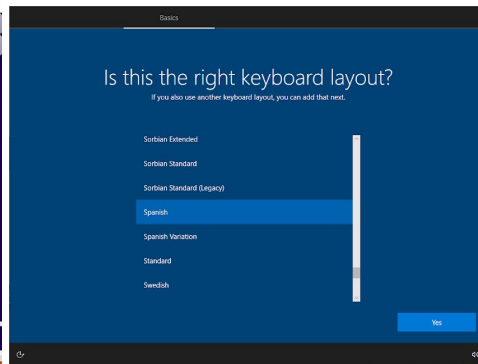 Basics
Is this the right keyboard layout?
If you also use another keyboard layout, you can add that next.
Sorbian Extended
Sorbian Standard
Sorbian Standard (Legacy)
Spanish
Spanish Variation
Standard
Swedish
Yes